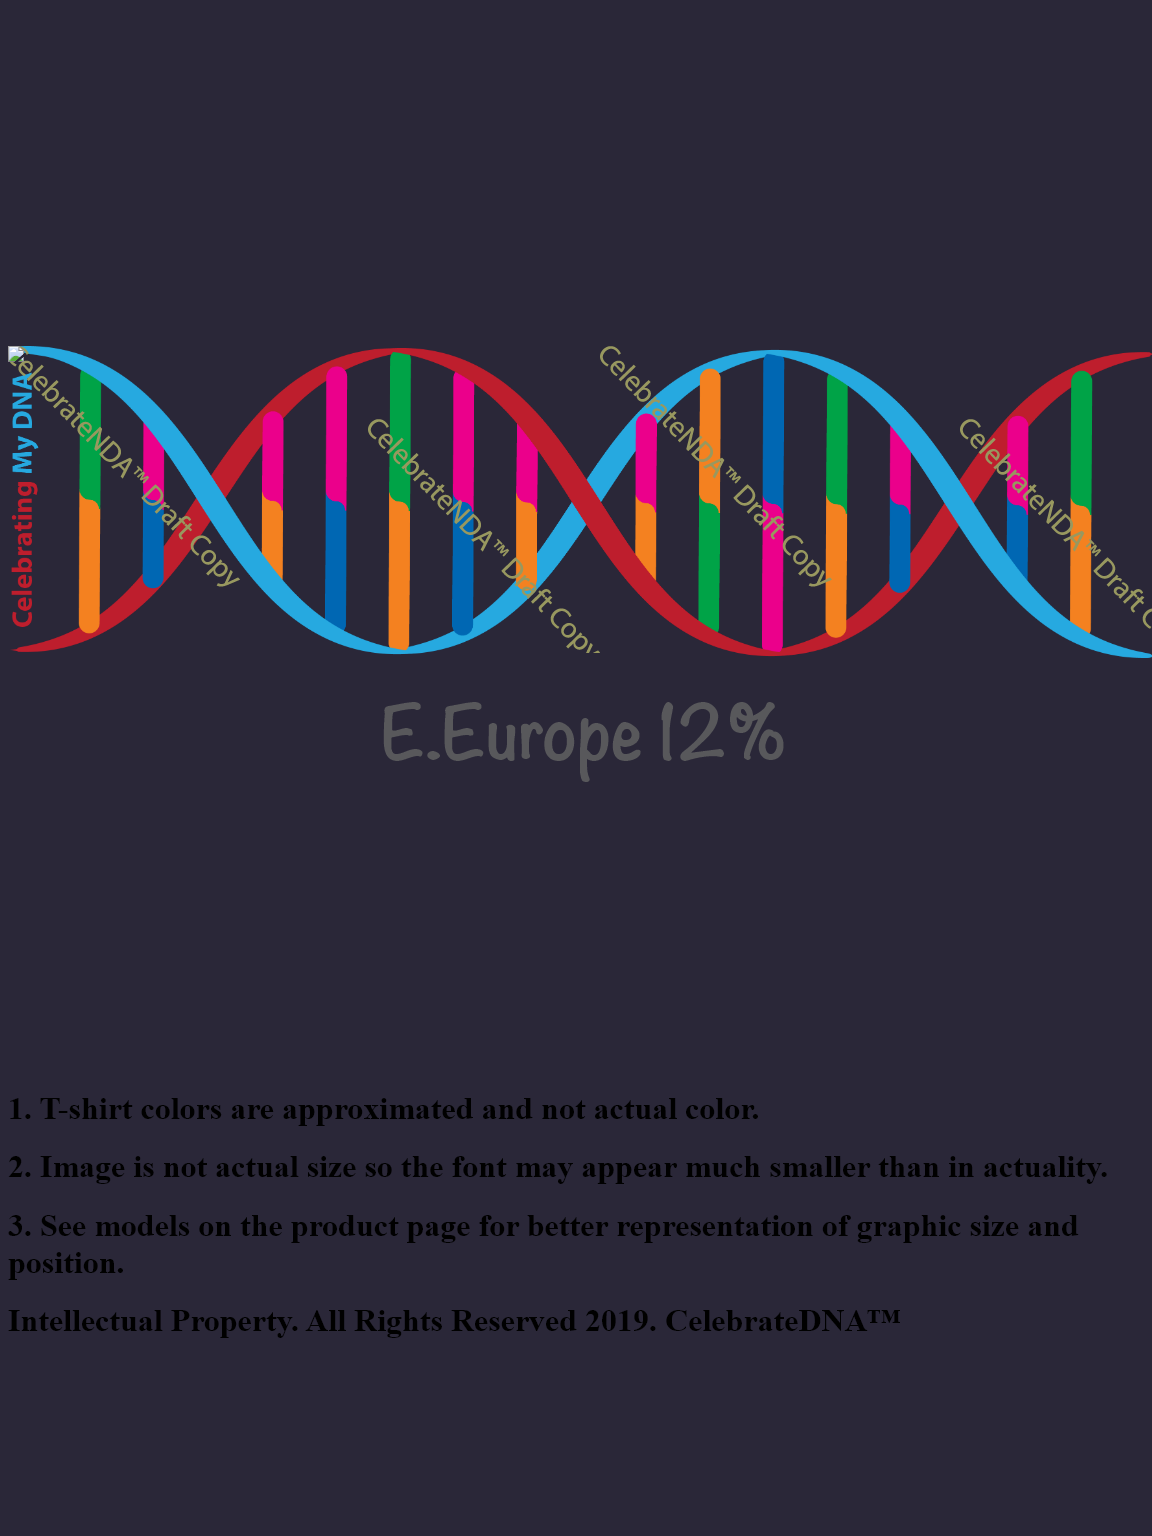 Celebrating My DNA
CelebrateNDA™ Draft Copy
CelebrateNDA™ Draft Copy
CelebrateNDA™ Draft Copy
CelebrateNDA™ Draft C
E.Europe 12%
1. T-shirt colors are approximated and not actual color.
2. Image is not actual size so the font may appear much smaller than in actuality.
3. See models on the product page for better representation of graphic size and
position.
Intellectual Property. All Rights Reserved 2019. CelebrateDNA™